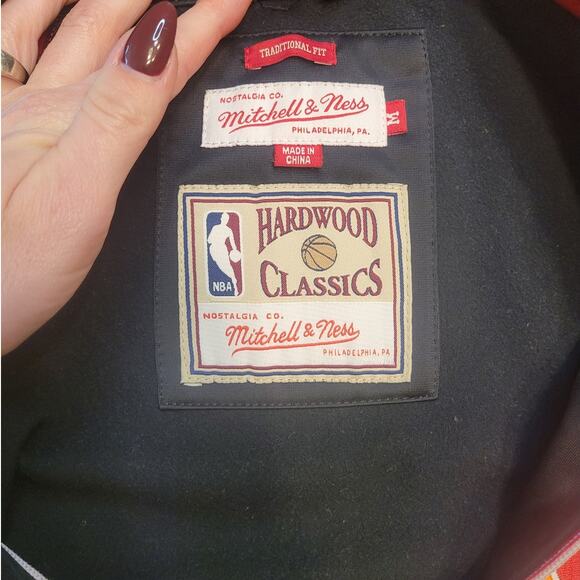 TRADITIONAL FIT
NOSTALGIA CO.
Mitchell & Ness
PHILADELPHIA, PA.
M
MADE IN
CHINA
NBA
HARDWOOD
CLASSICS
NOSTALGIA CO.
Mitchell & Ness
PHILADELPHIA, PA